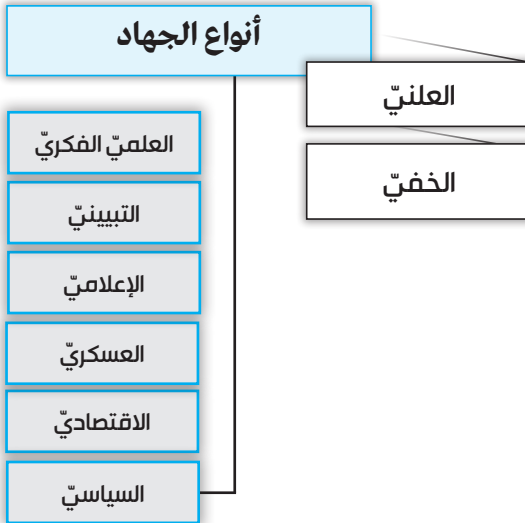 أنواع الجهاد
العلنيّ
الخفيّ
العلميّ الفكريّ
التبيينيّ
الإعلاميّ
العسكريّ
الاقتصاديّ
السياسيّ